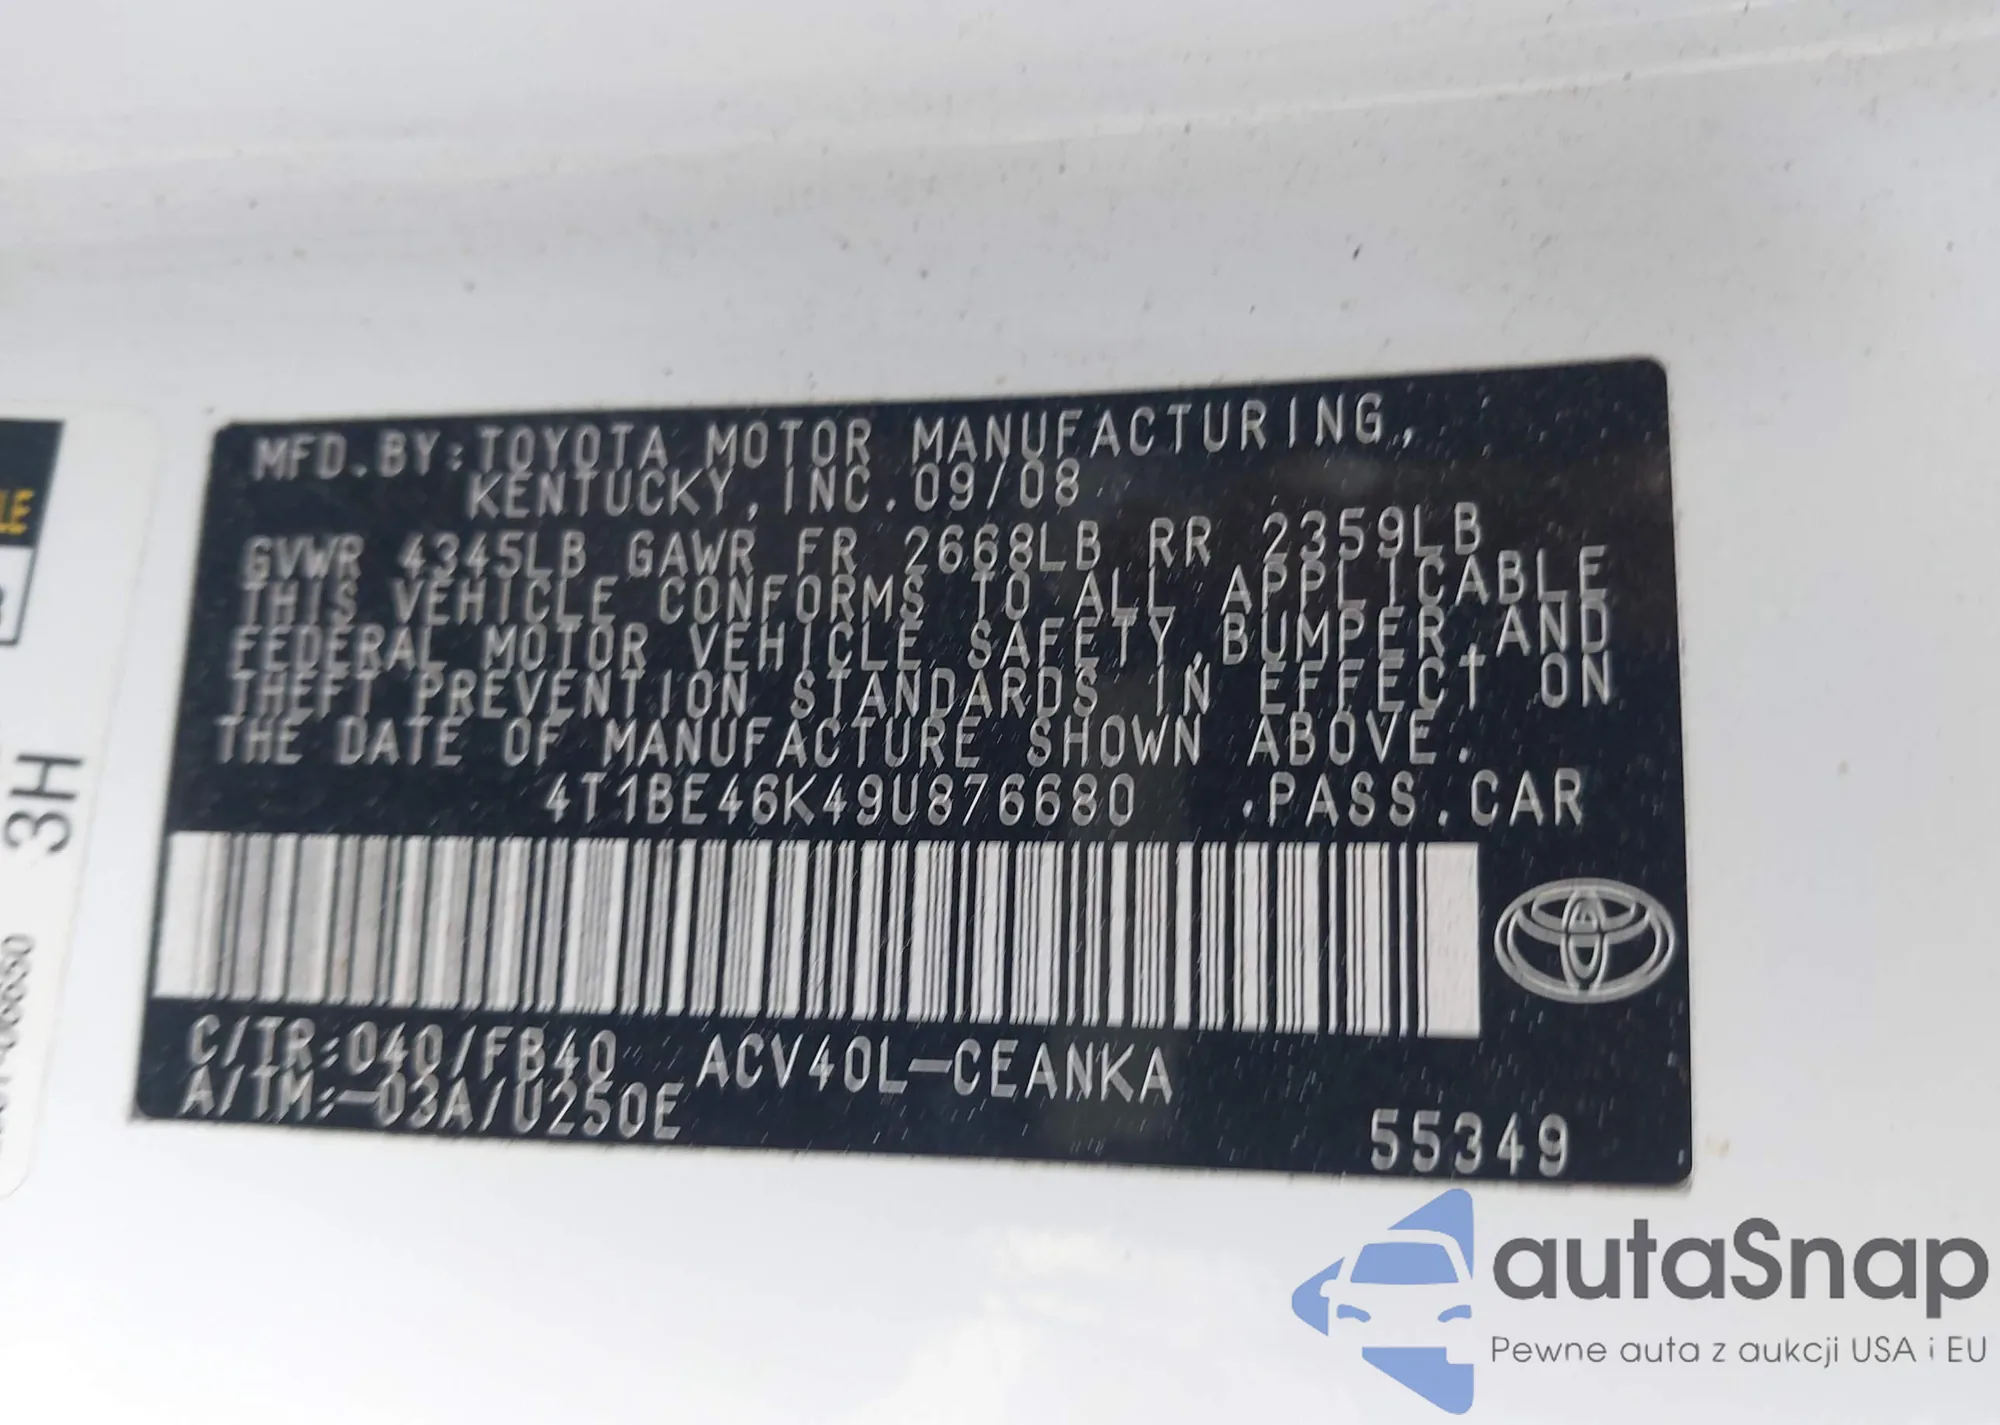 MFD.BY:TOYOTA MOTOR MANUFACTURING,
KENTUCKY, INC.09/08
GVWR 4345LB GAWR FR 2668LB RR 2359LB
THIS VEHICLE CONFORMS TO ALL APPLICABLE
FEDERAL MOTOR VEHICLE SAFETY,BUMPER,AND
THEFT PREVENTION STANDARDS IN EFFECT ON
THE DATE OF MANUFACTURE SHOWN ABOVE.
4T1BE46K49U876680 .PASS.CAR
C/TR:040/FB40 ACV40L-CEANKA
A/TM:-03A/U250E
55349
3H
autaSnap
Pewne auta z aukcji USA i EU